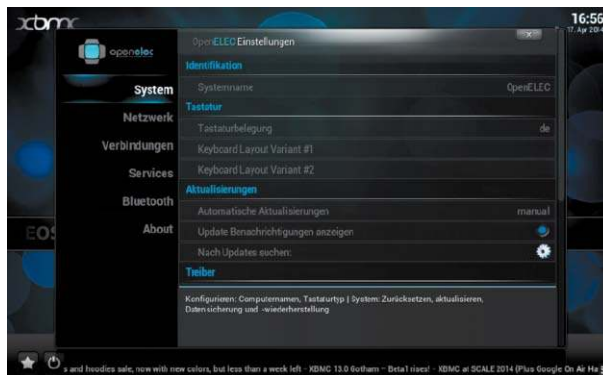 xbmc
16:56
17. Apr 2014
openelec
OpenELEC Einstellungen
Identifikation
System
Systemname OpenELEC
Tastatur
Netzwerk
Tastaturbelegung de
Verbindungen
Keyboard Layout Variant #1
Services
Keyboard Layout Variant #2
Aktualisierungen
Bluetooth
Automatische Aktualisierungen manual
About
Update Benachrichtigungen anzeigen
Nach Updates suchen:
Treiber
EOS
Konfigurieren: Computernamen, Tastaturtyp | System: Zurücksetzen, aktualisieren,
Datensicherung und -wiederherstellung
s and hoodies sale, now with new colors, but less than a week left - XBMC 13.0 Gotham – Beta1 rises! - XBMC at SCALE 2014 (Plus Google On Air Ha